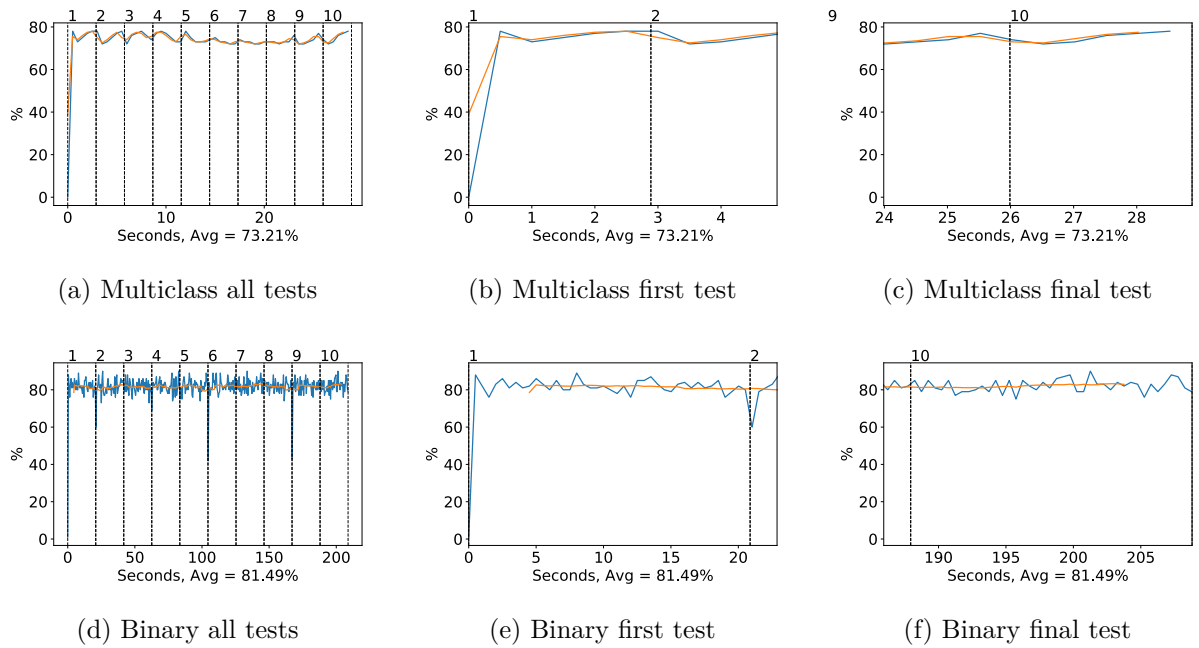 1 2 3 4 5 6 7 8 9 10
80
60
40
20
0
%
0 10 20
Seconds, Avg = 73.21%
(a) Multiclass all tests
1 2
80
60
40
20
0
%
0 1 2 3 4
Seconds, Avg = 73.21%
(b) Multiclass first test
9 10
80
60
40
20
0
%
24 25 26 27 28
Seconds, Avg = 73.21%
(c) Multiclass final test
1 2 3 4 5 6 7 8 9 10
80
60
40
20
0
%
0 50 100 150 200
Seconds, Avg = 81.49%
(d) Binary all tests
1 2
80
60
40
20
0
%
0 5 10 15 20
Seconds, Avg = 81.49%
(e) Binary first test
10
80
60
40
20
0
%
190 195 200 205
Seconds, Avg = 81.49%
(f) Binary final test